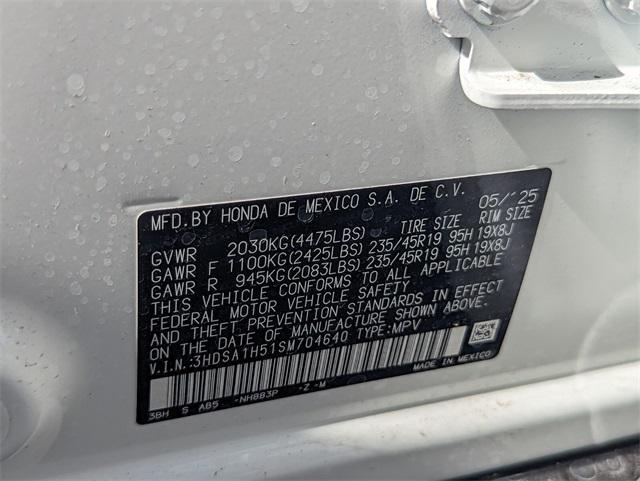 MFD.BY HONDA DE MEXICO S.A. DE C.V. 05/'25
GVWR 2030KG(4475LBS) TIRE SIZE RIM SIZE
GAWR F 1100KG(2425LBS) 235/45R19 95H 19X8J
GAWR R 945KG(2083LBS) 235/45R19 95H 19X8J
THIS VEHICLE CONFORMS TO ALL APPLICABLE
FEDERAL MOTOR VEHICLE SAFETY
AND THEFT PREVENTION STANDARDS IN EFFECT
ON THE DATE OF MANUFACTURE SHOWN ABOVE.
V.I.N.:3HDSA1H51SM704640 TYPE:MPV
3BH S AB5 -NH883P -Z -M